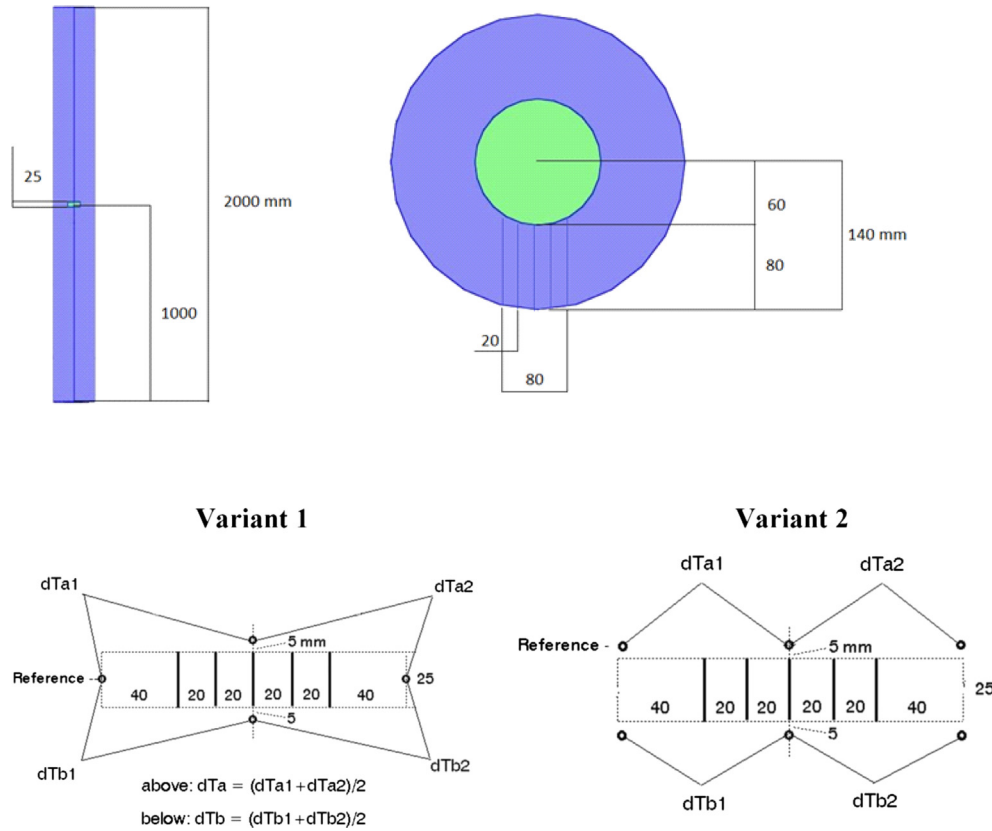 25
2000 mm
1000
60
140 mm
80
20
80
Variant 1
dTa1
dTa2
5 mm
Reference -
25
40
20
20
20
20
40
5
dTb1
dTb2
above: dTa = (dTa1+dTa2)/2
below: dTb = (dTb1+dTb2)/2
Variant 2
dTa1
dTa2
Reference -
5 mm
25
40
20
20
20
20
40
5
dTb1
dTb2